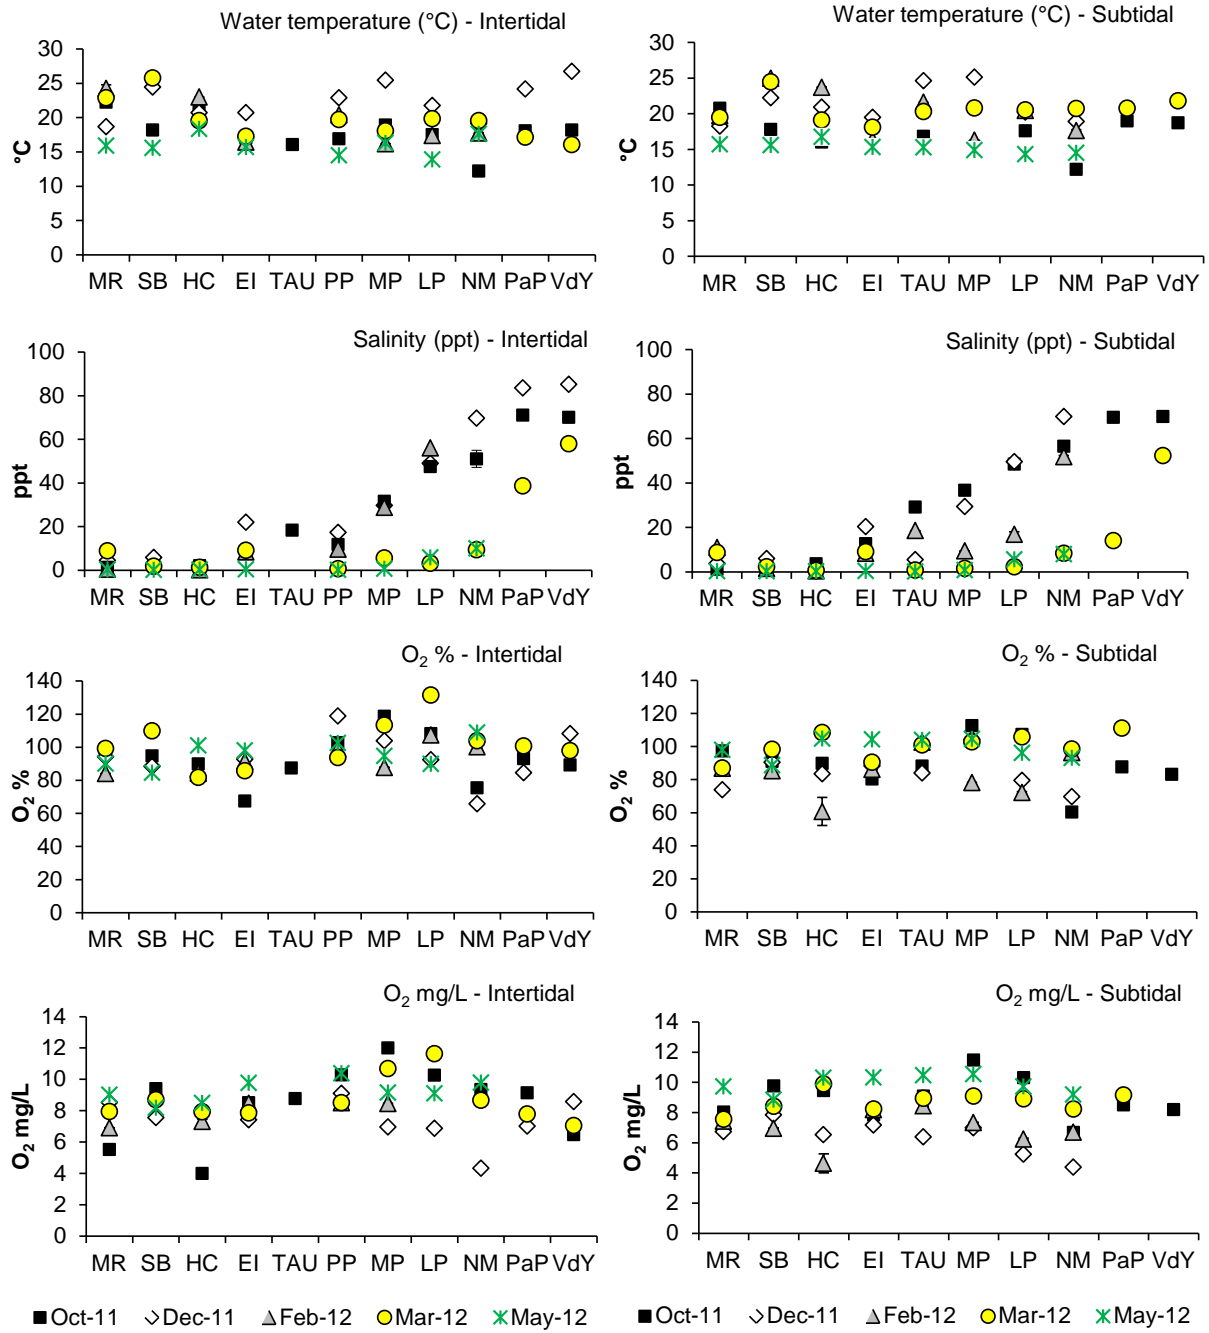 Water temperature (°C) - Intertidal
30
25
20
15
10
5
0
°C
MR SB HC EI TAU PP MP LP NM PaP VdY
Water temperature (°C) - Subtidal
30
25
20
15
10
5
0
°C
MR SB HC EI TAU MP LP NM PaP VdY
Salinity (ppt) - Intertidal
100
80
60
40
20
0
ppt
MR SB HC EI TAU PP MP LP NM PaP VdY
Salinity (ppt) - Subtidal
100
80
60
40
20
0
ppt
MR SB HC EI TAU MP LP NM PaP VdY
O2 % - Intertidal
140
120
100
80
60
40
20
0
O2 %
MR SB HC EI TAU PP MP LP NM PaP VdY
O2 % - Subtidal
140
120
100
80
60
40
20
0
O2 %
MR SB HC EI TAU MP LP NM PaP VdY
O2 mg/L - Intertidal
14
12
10
8
6
4
2
0
O2 mg/L
MR SB HC EI TAU PP MP LP NM PaP VdY
O2 mg/L - Subtidal
14
12
10
8
6
4
2
0
O2 mg/L
MR SB HC EI TAU MP LP NM PaP VdY
Oct-11 Dec-11 Feb-12 Mar-12 May-12
Oct-11 Dec-11 Feb-12 Mar-12 May-12